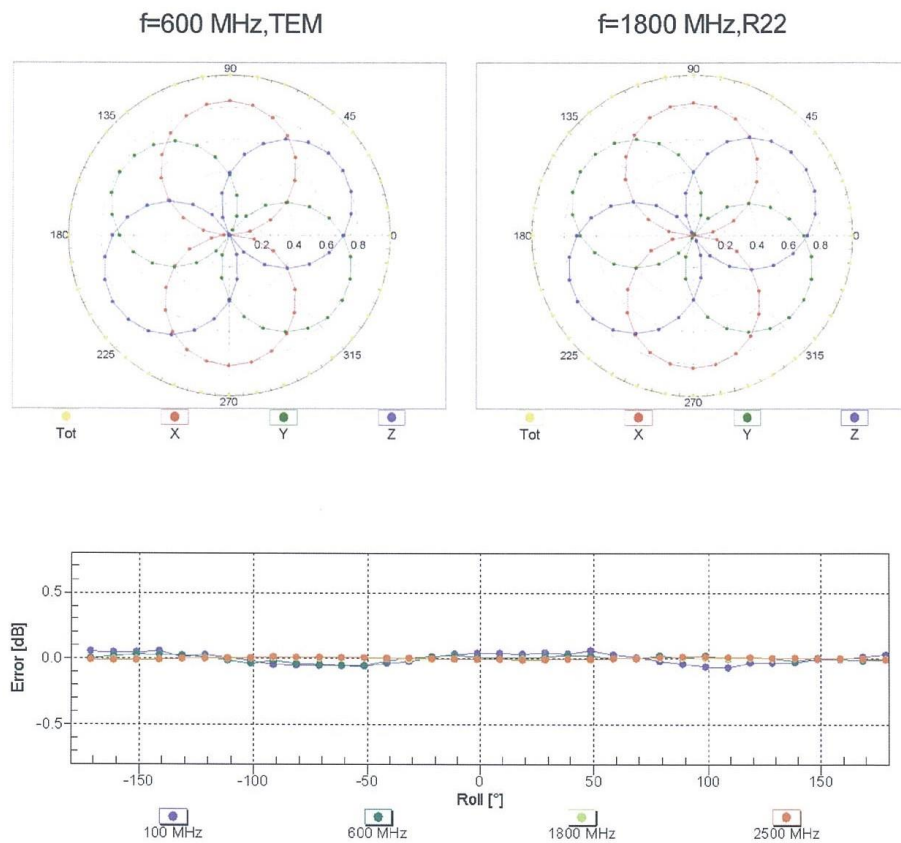 f=600 MHz,TEM
f=1800 MHz,R22
90
135
45
180
0.2 0.4 0.6 0.8
0
225
315
270
Tot X Y Z
90
135
45
180
0.2 0.4 0.6 0.8
0
225
315
270
Tot X Y Z
Error [dB]
0.5
0.0
-0.5
-150 -100 -50 0 50 100 150
Roll [°]
100 MHz 600 MHz 1800 MHz 2500 MHz